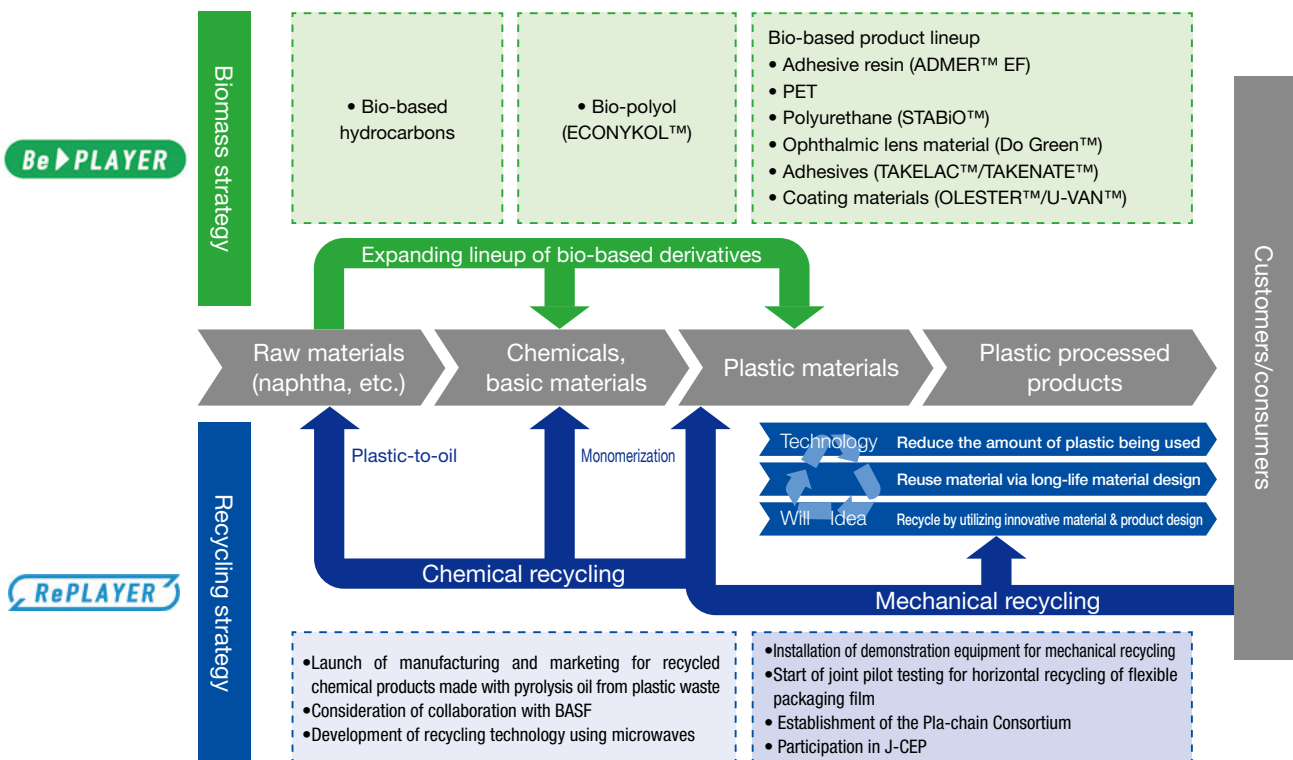 Be PLAYER
Biomass strategy
• Bio-based
hydrocarbons
• Bio-polyol
(ECONYKOL™)
Bio-based product lineup
• Adhesive resin (ADMER™ EF)
• PET
• Polyurethane (STABiO™)
• Ophthalmic lens material (Do Green™)
• Adhesives (TAKELAC™/TAKENATE™)
• Coating materials (OLESTER™/U-VAN™)
Expanding lineup of bio-based derivatives
Raw materials
(naphtha, etc.)
Chemicals,
basic materials
Plastic materials
Plastic processed
products
Customers/consumers
RePLAYER
Recycling strategy
Plastic-to-oil
Monomerization
Technology
Reduce the amount of plastic being used
Reuse material via long-life material design
Will Idea
Recycle by utilizing innovative material & product design
Chemical recycling
Mechanical recycling
•Launch of manufacturing and marketing for recycled
chemical products made with pyrolysis oil from plastic waste
•Consideration of collaboration with BASF
•Development of recycling technology using microwaves
•Installation of demonstration equipment for mechanical recycling
•Start of joint pilot testing for horizontal recycling of flexible
packaging film
• Establishment of the Pla-chain Consortium
• Participation in J-CEP